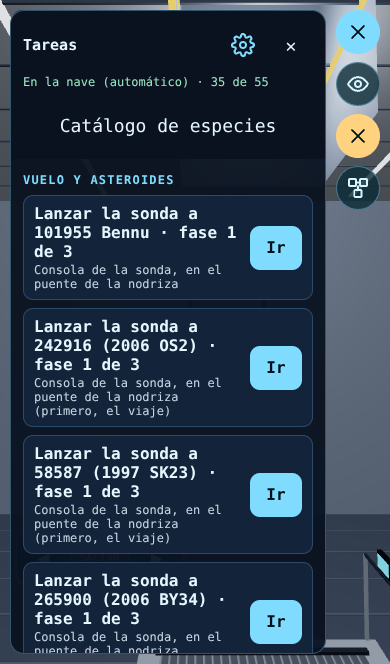 Tareas
×
En la nave (automático) · 35 de 55
Catálogo de especies
VUELO Y ASTEROIDES
Lanzar la sonda a
101955 Bennu · fase 1
de 3
Consola de la sonda, en el
puente de la nodriza
Ir
Lanzar la sonda a
242916 (2006 OS2) ·
fase 1 de 3
Consola de la sonda, en el
puente de la nodriza
(primero, el viaje)
Ir
Lanzar la sonda a
58587 (1997 SK23) ·
fase 1 de 3
Consola de la sonda, en el
puente de la nodriza
(primero, el viaje)
Ir
Lanzar la sonda a
265900 (2006 BY34) ·
fase 1 de 3
Consola de la sonda, en el
puente de la nodriza
Ir